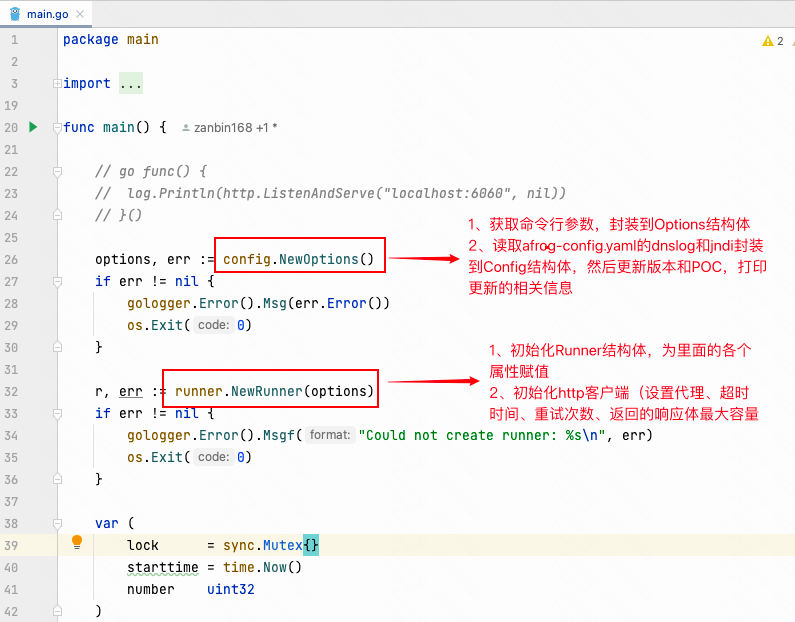 main.go
1 package main 2
2
3 import ...
19
20 func main() { zanbin168 +1 *
21
22 // go func() {
23 //  log.Println(http.ListenAndServe("localhost:6060", nil))
24 // }()
25
1、获取命令行参数，封装到Options结构体
2、读取afrog-config.yaml的dnslog和jndi封装
到Config结构体，然后更新版本和POC，打印
更新的相关信息
26 options, err := config.NewOptions()
27 if err != nil {
28 gologger.Error().Msg(err.Error())
29 os.Exit( code: 0)
30 }
31
1、初始化Runner结构体，为里面的各个
属性赋值
2、初始化http客户端（设置代理、超时
时间、重试次数、返回的响应体最大容量
32 r, err := runner.NewRunner(options)
33 if err != nil {
34 gologger.Error().Msgf( format: "Could not create runner: %s\n", err)
35 os.Exit( code: 0)
36 }
37
38 var (
39 lock      = sync.Mutex{}
40 starttime = time.Now()
41 number    uint32
42 )